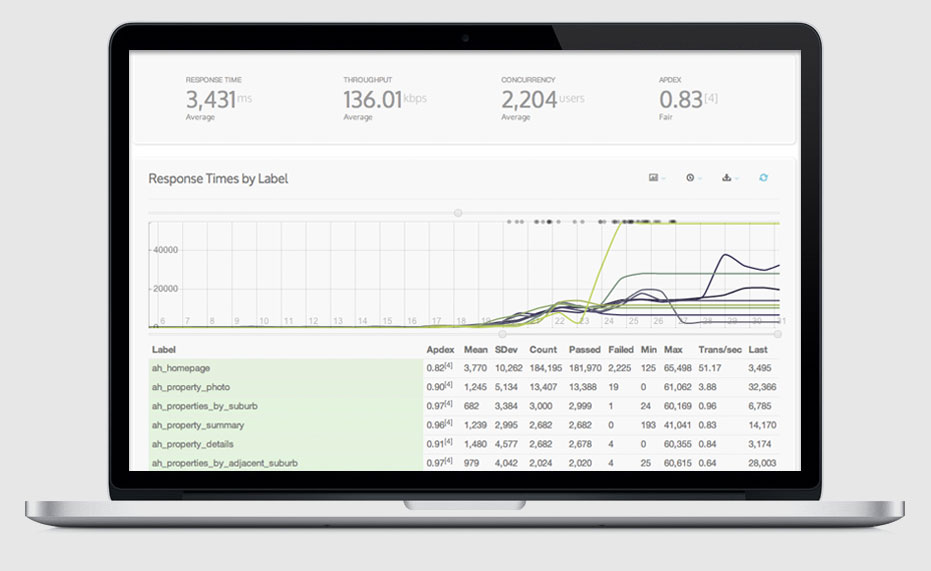 RESPONSE TIME THROUGHPUT CONCURRENCY APDEX
3,431ms 136.01kbps 2,204users 0.83[4]
Average Average Average Fair
Response Times by Label
40000
20000
0 6 7 8 9 10 11 12 13 14 15 16 17 18 19 21 22 23 24 25 26 27 28 29 30 31
Label Apdex Mean SDev Count Passed Failed Min Max Trans/sec Last
ah_homepage 0.82[4] 3,770 10,262 184,195 181,970 2,225 125 65,498 51.17 3,495
ah_property_photo 0.90[4] 1,245 5,134 13,407 13,388 19 0 61,062 3.88 32,366
ah_properties_by_suburb 0.97[4] 682 3,384 3,000 2,999 1 24 60,169 0.96 6,785
ah_property_summary 0.96[4] 1,239 2,995 2,682 2,682 0 193 41,041 0.83 14,170
ah_property_details 0.91[4] 1,480 4,577 2,682 2,678 4 0 60,355 0.84 3,174
ah_properties_by_adjacent_suburb 0.97[4] 979 4,042 2,024 2,020 4 25 60,615 0.64 28,003